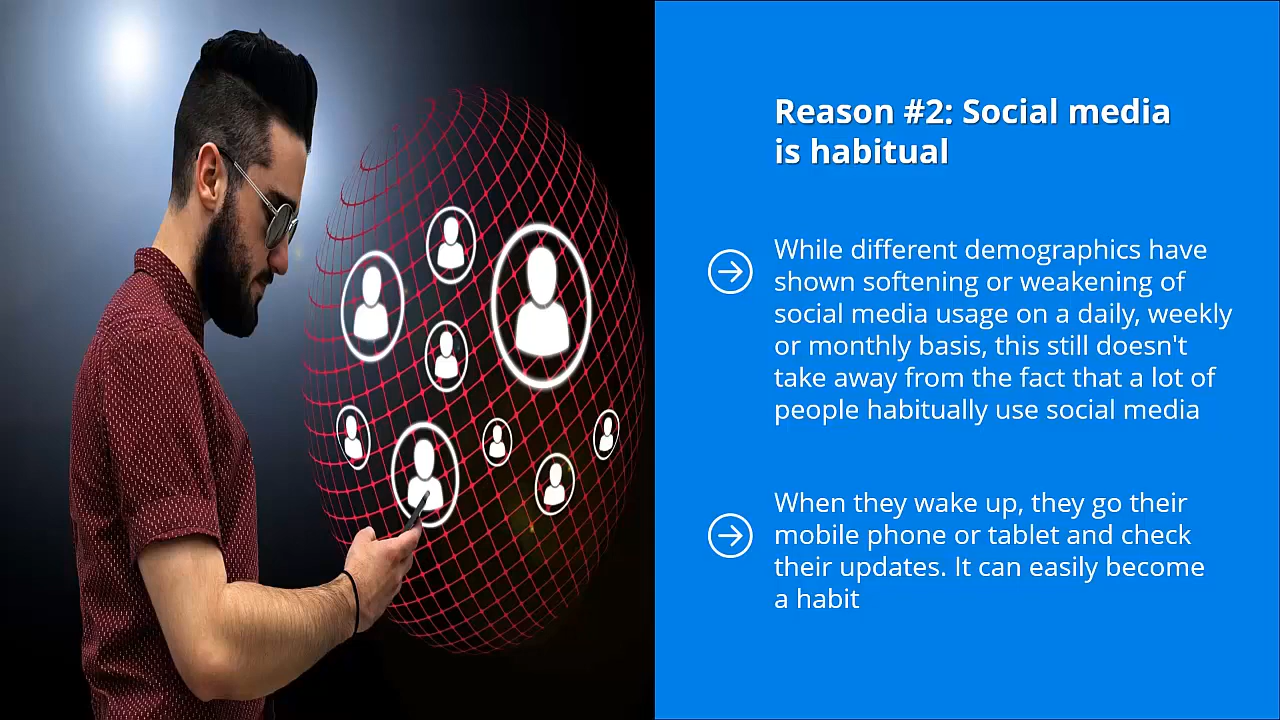 Reason #2: Social media
is habitual
While different demographics have
shown softening or weakening of
social media usage on a daily, weekly
or monthly basis, this still doesn't
take away from the fact that a lot of
people habitually use social media
When they wake up, they go their
mobile phone or tablet and check
their updates. It can easily become
a habit